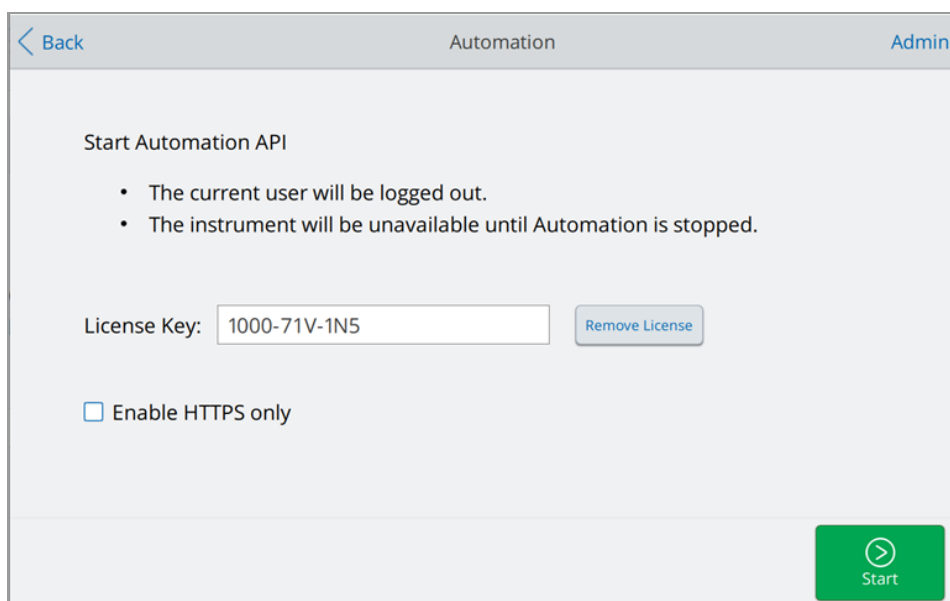 Back
Automation
Admin
Start Automation API
• The current user will be logged out.
• The instrument will be unavailable until Automation is stopped.
License Key: 1000-71V-1N5 Remove License
Enable HTTPS only
Start